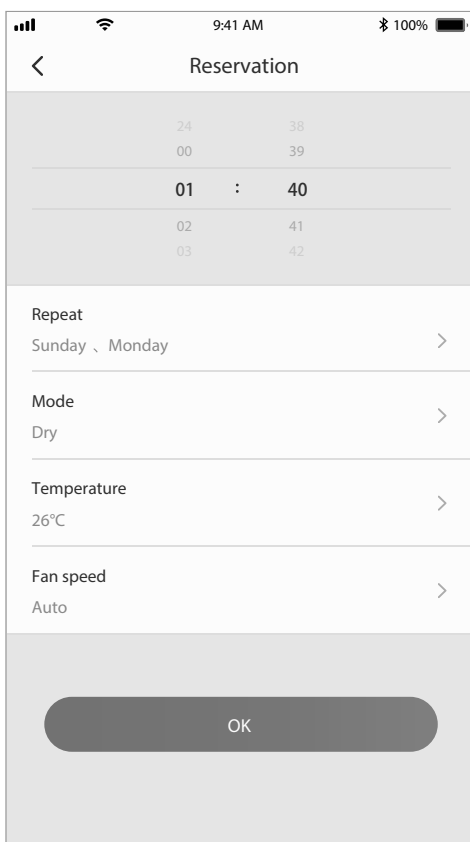 9:41 AM 100%
Reservation
24 38
00 39
01 : 40
02 41
03 42
Repeat
Sunday 、Monday
Mode
Dry
Temperature
26°C
Fan speed
Auto
OK